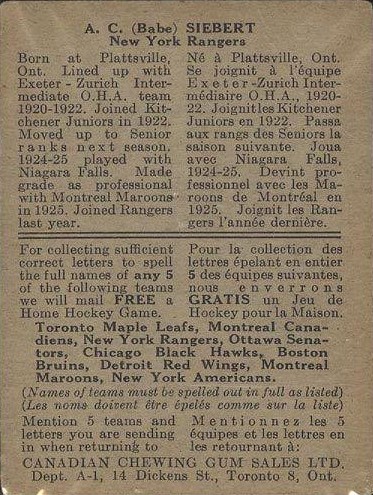 A. C. (Babe) SIEBERT
New York Rangers
Born at Plattsville,
Ont. Lined up with
Exeter - Zurich Inter-
mediate O.H.A. team
1920-1922. Joined Kit-
chener Juniors in 1922.
Moved up to Senior
ranks next season.
1924-25 played with
Niagara Falls. Made
grade as professional
with Montreal Maroons
in 1925. Joined Rangers
last year.
Né à Plattsville, Ont.
Se joignit à l'équipe
Exeter-Zurich Inter-
médiaire O.H.A., 1920-
22. Joignitles Kitchener
Juniors en 1922. Passa
aux rangs des Seniors la
saison suivante. Joua
avec Niagara Falls,
1924-25. Devint pro-
fessionnel avec les Ma-
roons de Montréal en
1925. Joignit les Ran-
gers l'année dernière.
For collecting sufficient
correct letters to spell
the full names of any 5
of the following teams
we will mail FREE a
Home Hockey Game.
Pour la collection des
lettres épelant en entier
5 des équipes suivantes,
nous enverrons
GRATIS un Jeu de
Hockey pour la Maison.
Toronto Maple Leafs, Montreal Cana-
diens, New York Rangers, Ottawa Sena-
tors, Chicago Black Hawks, Boston
Bruins, Detroit Red Wings, Montreal
Maroons, New York Americans.
(Names of teams must be spelled out in full as listed)
(Les noms doivent être épelés comme sur la liste)
Mention 5 teams and
letters you are sending
in when returning to
Mentionnez les 5
équipes et les lettres en
les retournant à:
CANADIAN CHEWING GUM SALES LTD.
Dept. A-1, 14 Dickens St., Toronto 8, Ont.